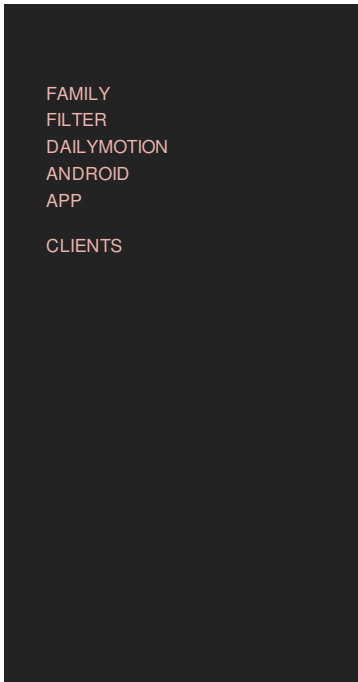 FAMILY
FILTER
DAILYMOTION
ANDROID
APP
CLIENTS